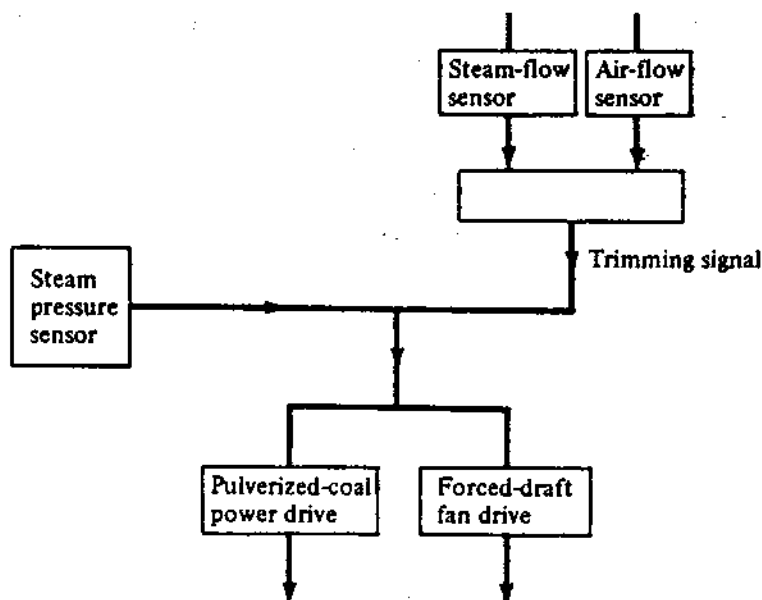 Steam-flow
sensor
Air-flow
sensor
Trimming signal
Steam
pressure
sensor
Pulverized-coal
power drive
Forced-draft
fan drive